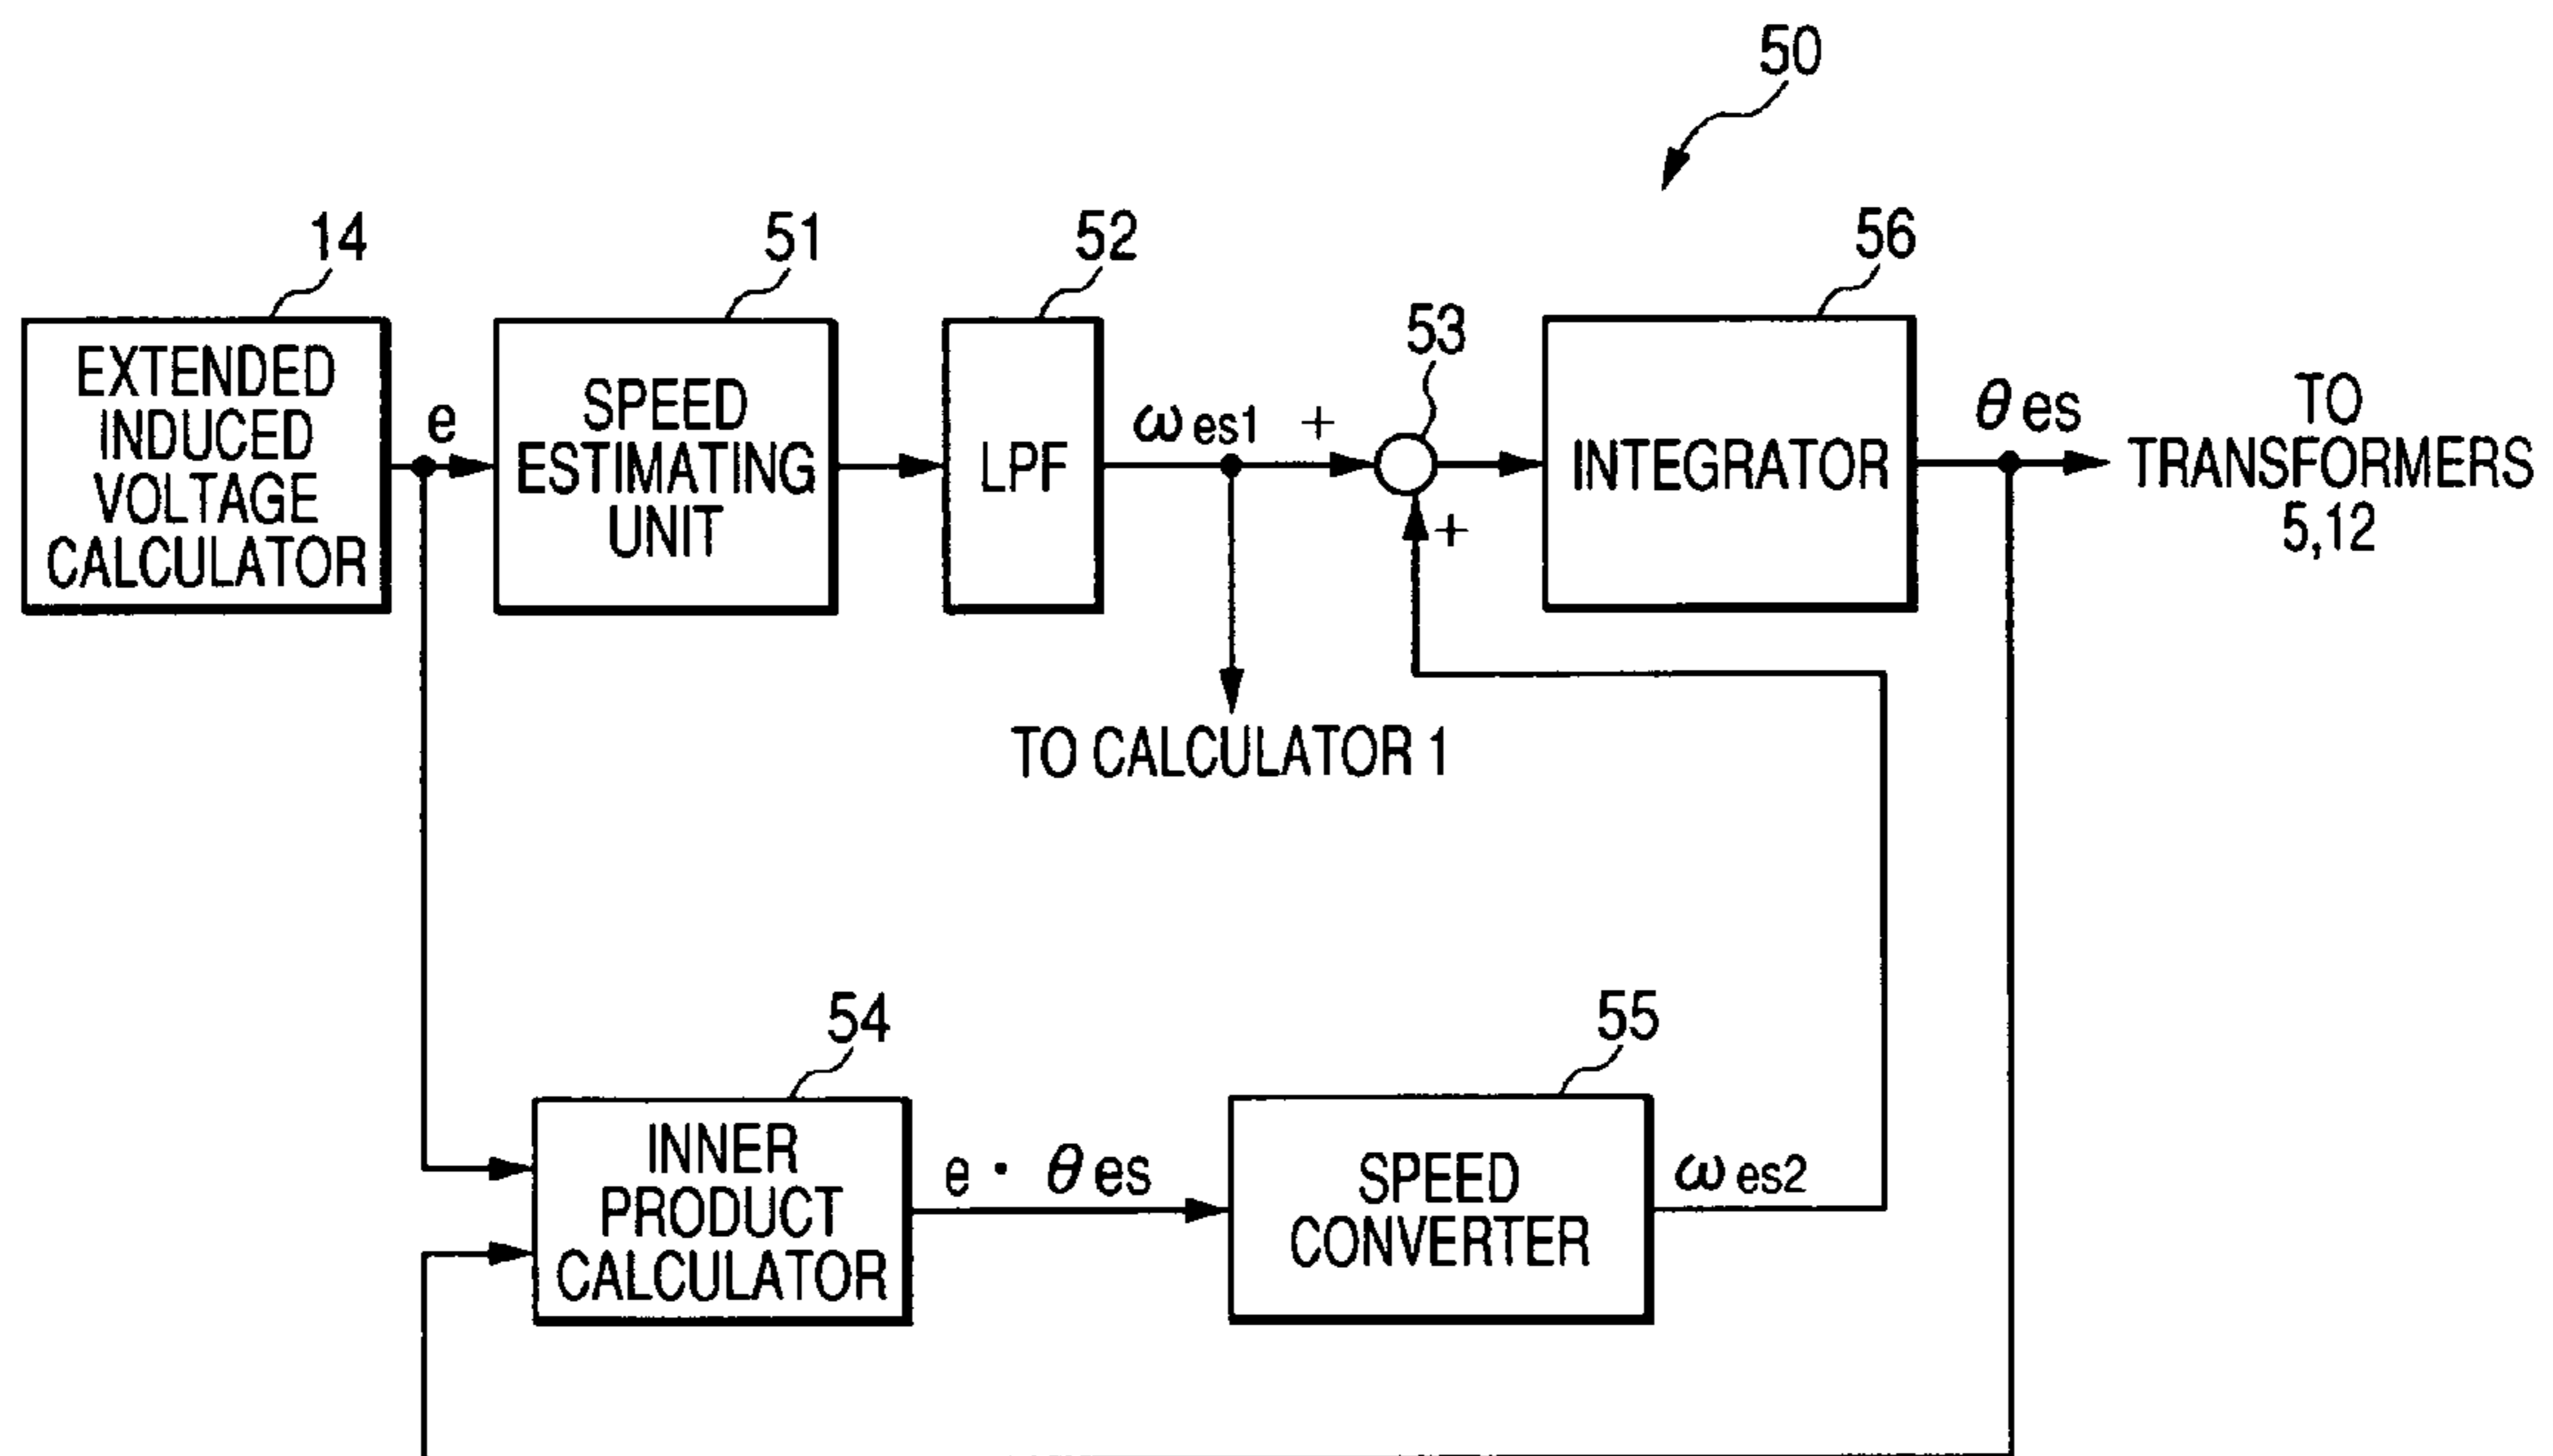 50
14
51
52
53
56
EXTENDED
INDUCED
VOLTAGE
CALCULATOR
e
SPEED
ESTIMATING
UNIT
LPF
ωes1
+
+
INTEGRATOR
θes
TO
TRANSFORMERS
5,12
TO CALCULATOR 1
54
55
INNER
PRODUCT
CALCULATOR
e · θes
SPEED
CONVERTER
ωes2